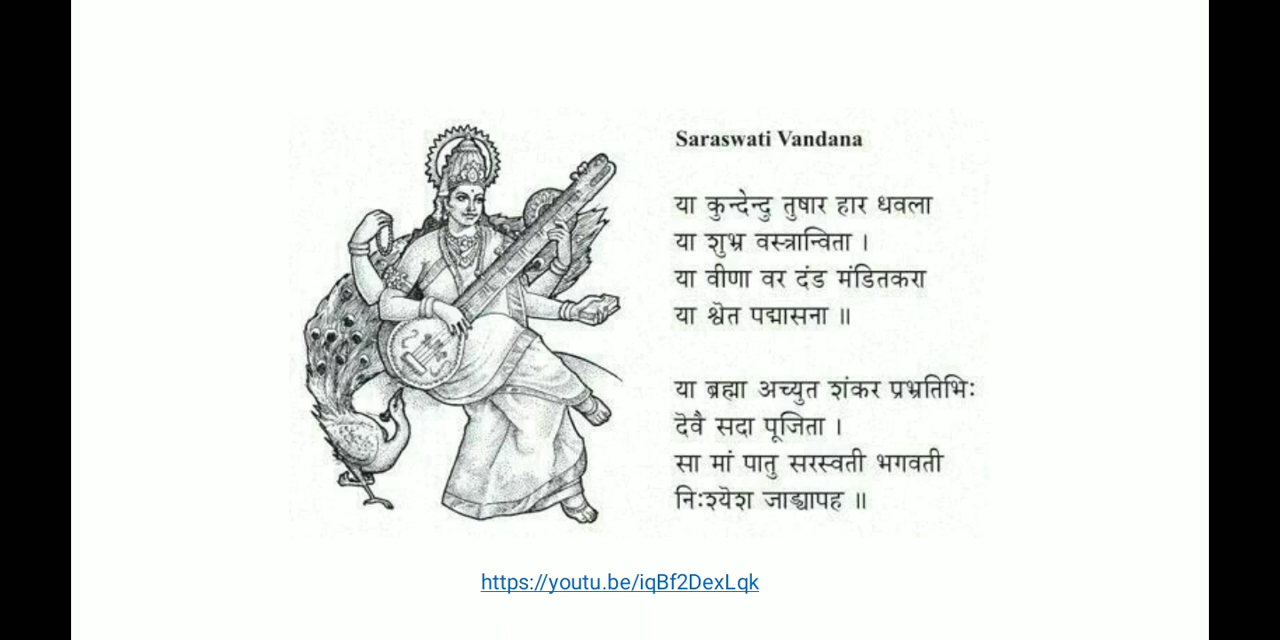 Saraswati Vandana
या कुन्देन्दु तुषार हार धवला
या शुभ्र वस्त्रान्विता ।
या वीणा वर दंड मंडितकरा
या श्वेत पद्मासना ॥
या ब्रह्मा अच्युत शंकर प्रभ्रतिभिः
देवै सदा पूजिता ।
सा मां पातु सरस्वती भगवती
निःश्येश जाड्यापह ॥
https://youtu.be/iqBf2DexLqk